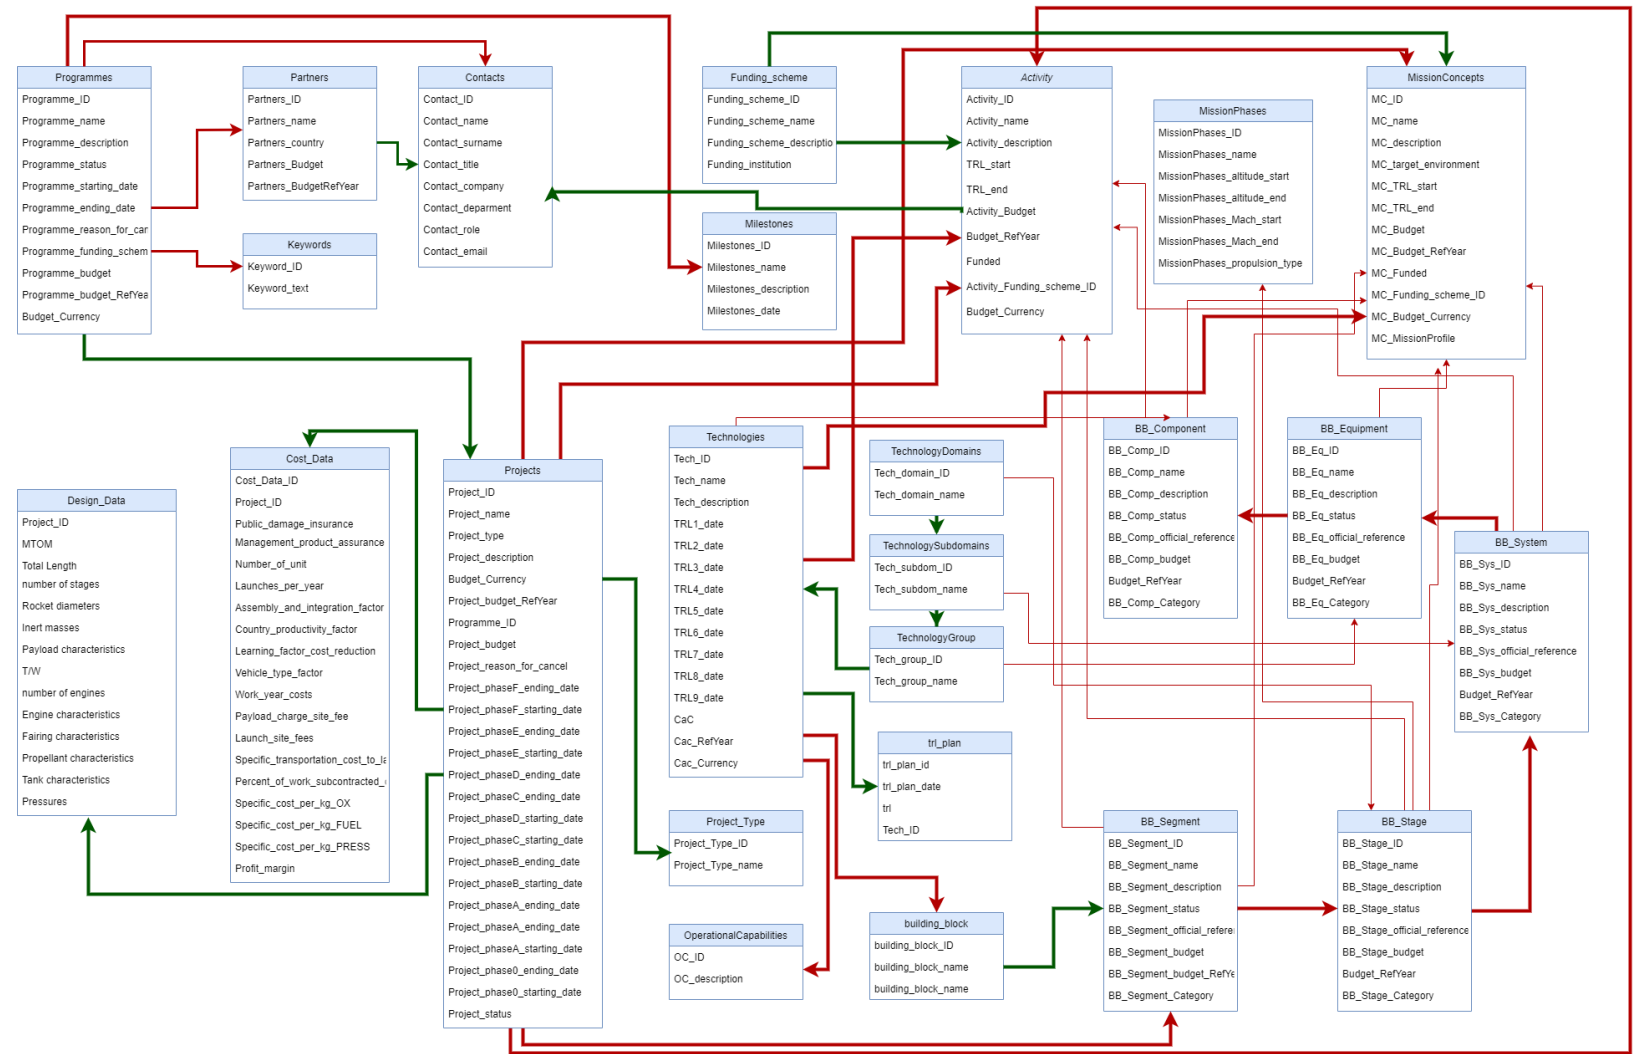 Programmes
Programme_ID
Programme_name
Programme_description
Programme_status
Programme_starting_date
Programme_ending_date
Programme_reason_for_car
Programme_funding_schem
Programme_budget
Programme_budget_RefYea
Budget_Currency
Partners
Partners_ID
Partners_name
Partners_country
Partners_Budget
Partners_BudgetRefYear
Keywords
Keyword_ID
Keyword_text
Contacts
Contact_ID
Contact_name
Contact_surname
Contact_title
Contact_company
Contact_deparment
Contact_role
Contact_email
Funding_scheme
Funding_scheme_ID
Funding_scheme_name
Funding_scheme_descriptio
Funding_institution
Milestones
Milestones_ID
Milestones_name
Milestones_description
Milestones_date
Activity
Activity_ID
Activity_name
Activity_description
TRL_start
TRL_end
Activity_Budget
Budget_RefYear
Funded
Activity_Funding_scheme_ID
Budget_Currency
MissionPhases
MissionPhases_ID
MissionPhases_name
MissionPhases_altitude_start
MissionPhases_altitude_end
MissionPhases_Mach_start
MissionPhases_Mach_end
MissionPhases_propulsion_type
MissionConcepts
MC_ID
MC_name
MC_description
MC_target_environment
MC_TRL_start
MC_TRL_end
MC_Budget
MC_Budget_RefYear
MC_Funded
MC_Funding_scheme_ID
MC_Budget_Currency
MC_MissionProfile
Design_Data
Project_ID
MTOM
Total Length
number of stages
Rocket diameters
Inert masses
Payload characteristics
T/W
number of engines
Engine characteristics
Fairing characteristics
Propellant characteristics
Tank characteristics
Pressures
Cost_Data
Cost_Data_ID
Project_ID
Public_damage_insurance
Management_product_assurance
Number_of_unit
Launches_per_year
Assembly_and_integration_factor
Country_productivity_factor
Learning_factor_cost_reduction
Vehicle_type_factor
Work_year_costs
Payload_charge_site_fee
Launch_site_fees
Specific_transportation_cost_to_la
Percent_of_work_subcontracted_
Specific_cost_per_kg_OX
Specific_cost_per_kg_FUEL
Specific_cost_per_kg_PRESS
Profit_margin
Projects
Project_ID
Project_name
Project_type
Project_description
Budget_Currency
Project_budget_RefYear
Programme_ID
Project_budget
Project_reason_for_cancel
Project_phaseF_ending_date
Project_phaseF_starting_date
Project_phaseE_ending_date
Project_phaseE_starting_date
Project_phaseD_ending_date
Project_phaseC_ending_date
Project_phaseD_starting_date
Project_phaseC_starting_date
Project_phaseB_ending_date
Project_phaseB_starting_date
Project_phaseA_ending_date
Project_phaseA_ending_date
Project_phaseA_starting_date
Project_phase0_ending_date
Project_phase0_starting_date
Project_status
Technologies
Tech_ID
Tech_name
Tech_description
TRL1_date
TRL2_date
TRL3_date
TRL4_date
TRL5_date
TRL6_date
TRL7_date
TRL8_date
TRL9_date
CaC
Cac_RefYear
Cac_Currency
Project_Type
Project_Type_ID
Project_Type_name
OperationalCapabilities
OC_ID
OC_description
TechnologyDomains
Tech_domain_ID
Tech_domain_name
TechnologySubdomains
Tech_subdom_ID
Tech_subdom_name
TechnologyGroup
Tech_group_ID
Tech_group_name
trl_plan
trl_plan_id
trl_plan_date
trl
Tech_ID
building_block
building_block_ID
building_block_name
building_block_name
BB_Component
BB_Comp_ID
BB_Comp_name
BB_Comp_description
BB_Comp_status
BB_Comp_official_reference
BB_Comp_budget
Budget_RefYear
BB_Comp_Category
BB_Equipment
BB_Eq_ID
BB_Eq_name
BB_Eq_description
BB_Eq_status
BB_Eq_official_reference
BB_Eq_budget
Budget_RefYear
BB_Eq_Category
BB_System
BB_Sys_ID
BB_Sys_name
BB_Sys_description
BB_Sys_status
BB_Sys_official_reference
BB_Sys_budget
Budget_RefYear
BB_Sys_Category
BB_Segment
BB_Segment_ID
BB_Segment_name
BB_Segment_description
BB_Segment_status
BB_Segment_official_referei
BB_Segment_budget
BB_Segment_budget_RefYe
BB_Segment_Category
BB_Stage
BB_Stage_ID
BB_Stage_name
BB_Stage_description
BB_Stage_status
BB_Stage_official_reference
BB_Stage_budget
Budget_RefYear
BB_Stage_Category